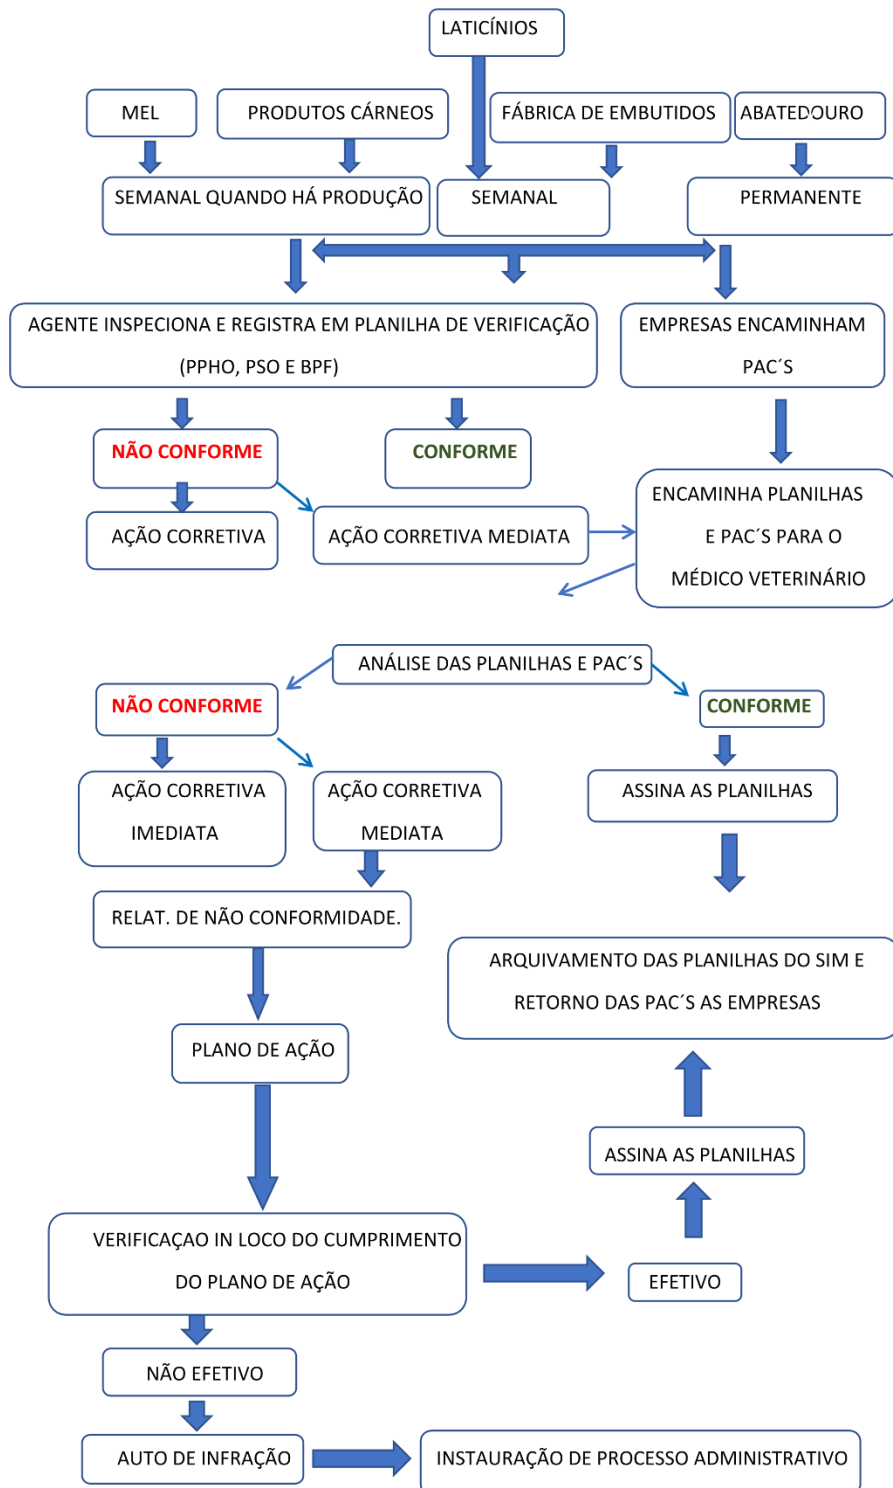 LATICÍNIOS
MEL
PRODUTOS CÁRNEOS
FÁBRICA DE EMBUTIDOS
ABATEDOURO
SEMANAL QUANDO HÁ PRODUÇÃO
SEMANAL
PERMANENTE
AGENTE INSPECIONA E REGISTRA EM PLANILHA DE VERIFICAÇÃO
(PPHO, PSO E BPF)
EMPRESAS ENCAMINHAM
PAC´S
NÃO CONFORME
CONFORME
ENCAMINHA PLANILHAS
E PAC´S PARA O
MÉDICO VETERINÁRIO
AÇÃO CORRETIVA
AÇÃO CORRETIVA MEDIATA
ANÁLISE DAS PLANILHAS E PAC´S
NÃO CONFORME
CONFORME
AÇÃO CORRETIVA
IMEDIATA
AÇÃO CORRETIVA
MEDIATA
ASSINA AS PLANILHAS
RELAT. DE NÃO CONFORMIDADE.
ARQUIVAMENTO DAS PLANILHAS DO SIM E
RETORNO DAS PAC´S AS EMPRESAS
PLANO DE AÇÃO
ASSINA AS PLANILHAS
VERIFICAÇAO IN LOCO DO CUMPRIMENTO
DO PLANO DE AÇÃO
EFETIVO
NÃO EFETIVO
AUTO DE INFRAÇÃO
INSTAURAÇÃO DE PROCESSO ADMINISTRATIVO